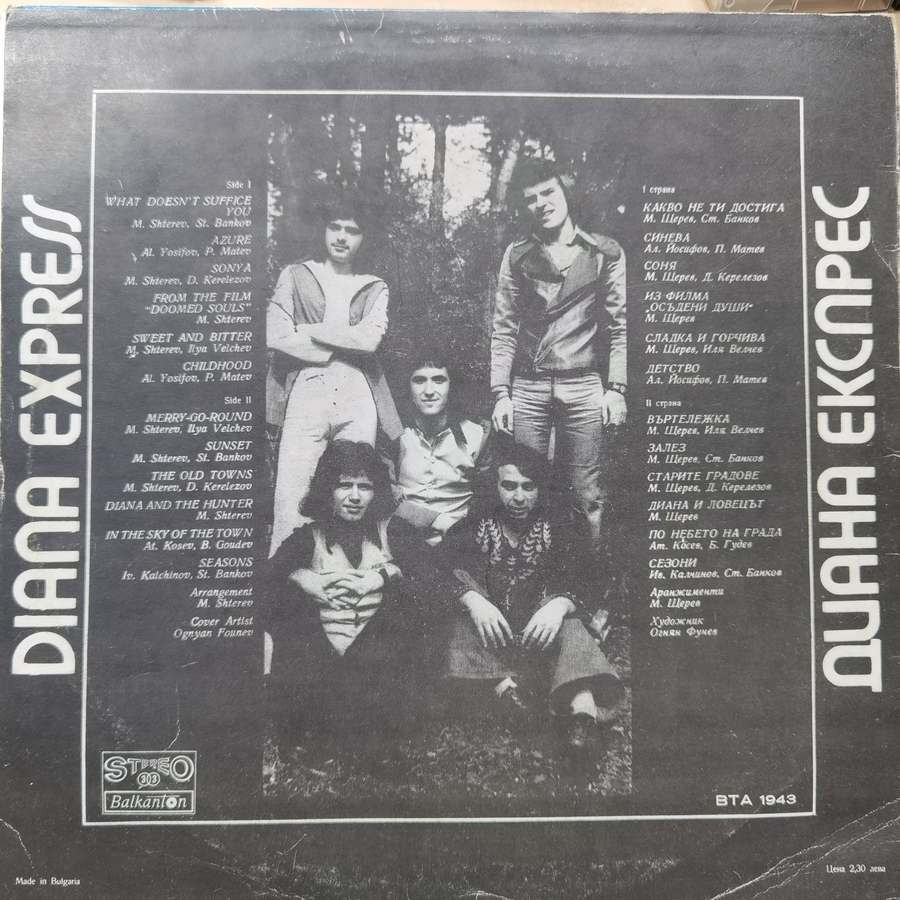 DIANA EXPRESS
Side I
WHAT DOESN'T SUFFICE
YOU
M. Shterev, St. Bankov
AZURE
Al. Yosifov, P. Matev
SONYA
M. Shterev, D. Kerelezov
FROM THE FILM
"DOOMED SOULS"
M. Shterev
SWEET AND BITTER
M. Shterev, Ilya Velchev
CHILDHOOD
Al. Yosifov, P. Matev
Side II
MERRY-GO-ROUND
M. Shterev, Ilya Velchev
SUNSET
M. Shterev, St. Bankov
THE OLD TOWNS
M. Shterev, D. Kerelezov
DIANA AND THE HUNTER
M. Shterev
IN THE SKY OF THE TOWN
At. Kosev, B. Goudev
SEASONS
Iv. Kalchinov, St. Bankov
Arrangement
M. Shterev
Cover Artist
Ognyan Founev
I страна
КАКВО НЕ ТИ ДОСТИГА
М. Щерев, Ст. Банков
СИНЕВА
Ал. Йосифов, П. Матев
СОНЯ
М. Щерев, Д. Керелезов
ИЗ ФИЛМА
„ОСЪДЕНИ ДУШИ“
М. Щерев
СЛАДКА И ГОРЧИВА
М. Щерев, Иля Велчев
ДЕТСТВО
Ал. Йосифов, П. Матев
II страна
ВЪРТЕЛЕЖКА
М. Щерев, Иля Велчев
ЗАЛЕЗ
М. Щерев, Ст. Банков
СТАРИТЕ ГРАДОВЕ
М. Щерев, Д. Керелезов
ДИАНА И ЛОВЕЦЪТ
М. Щерев
ПО НЕБЕТО НА ГРАДА
Ат. Косев, Б. Гудев
СЕЗОНИ
Ив. Калчинов, Ст. Банков
Аранжименти
М. Щерев
Художник
Огнян Фунев
ДИАНА ЕКСПРЕС
STEREO
303
Balkanton
ВТА 1943
Made in Bulgaria
Цена 2,30 лева